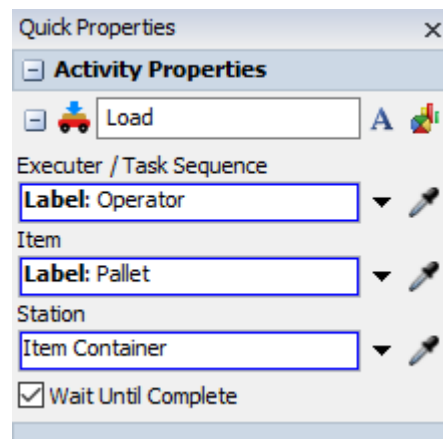 Quick Properties
Activity Properties
Load A
Executer / Task Sequence
Label: Operator
Item
Label: Pallet
Station
Item Container
Wait Until Complete